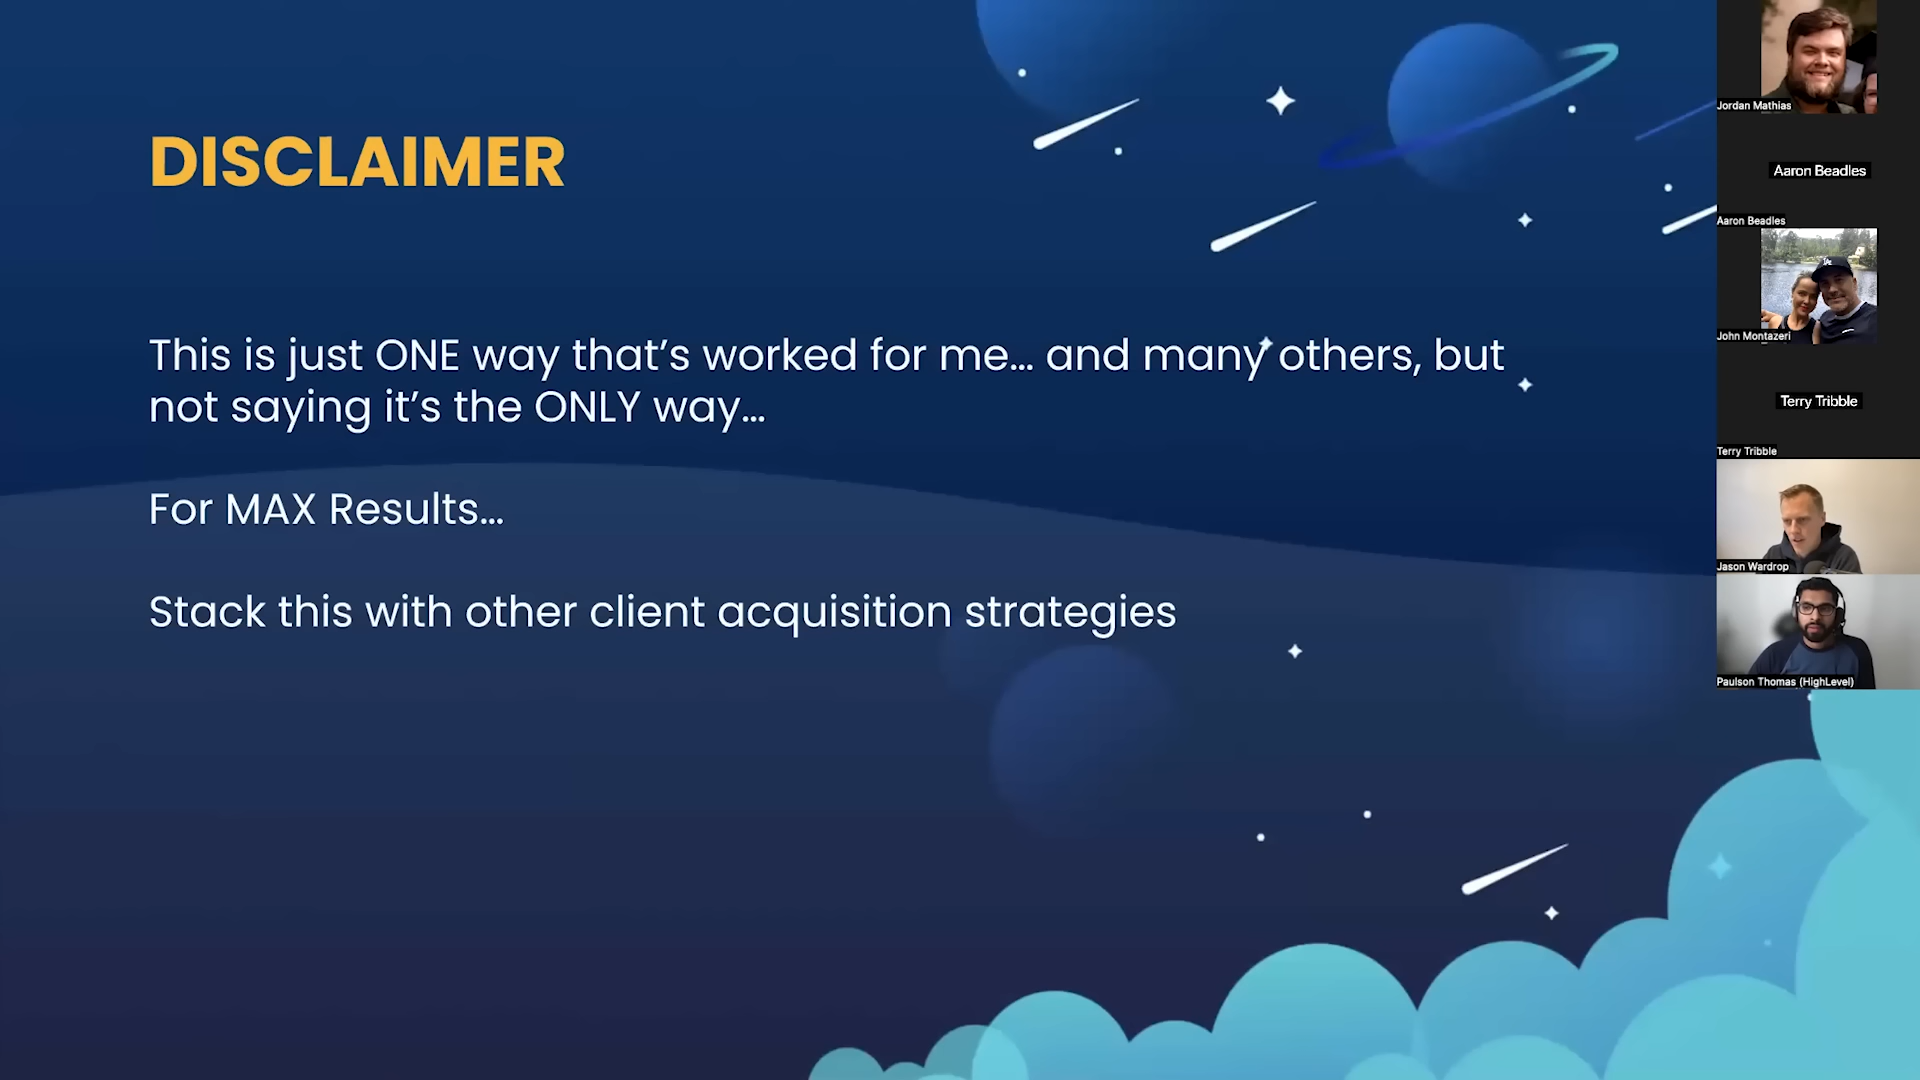 DISCLAIMER
This is just ONE way that’s worked for me... and many others, but
not saying it’s the ONLY way...
For MAX Results...
Stack this with other client acquisition strategies
Jordan Mathias
Aaron Beadles
Aaron Beadles
LA
John Montazeri
Terry Tribble
Terry Tribble
Jason Wardrop
Paulson Thomas (HighLevel)